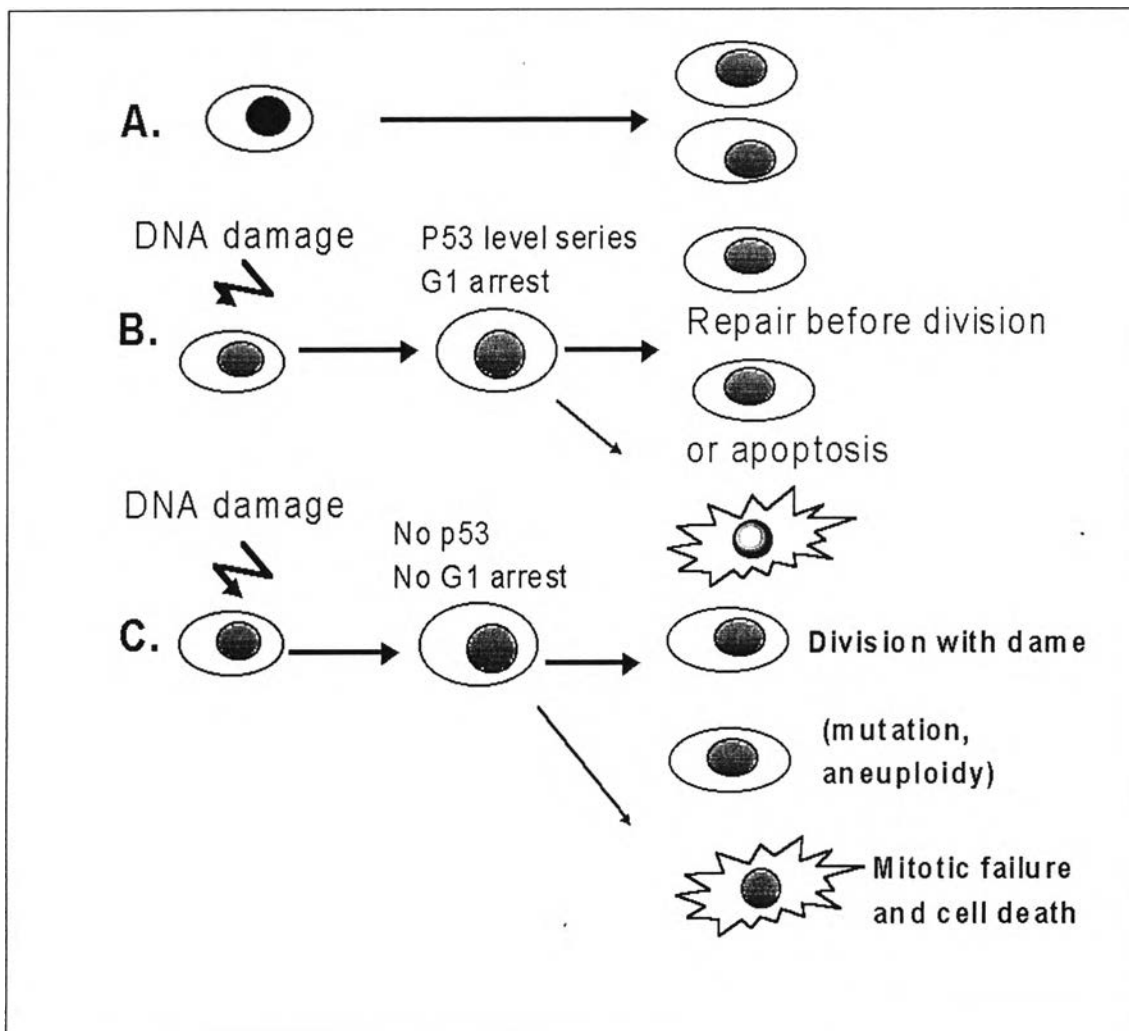 A.
DNA damage
P53 level series
G1 arrest
B.
Repair before division
or apoptosis
DNA damage
No p53
No G1 arrest
C.
Division with dame
(mutation,
aneuploidy)
Mitotic failure
and cell death